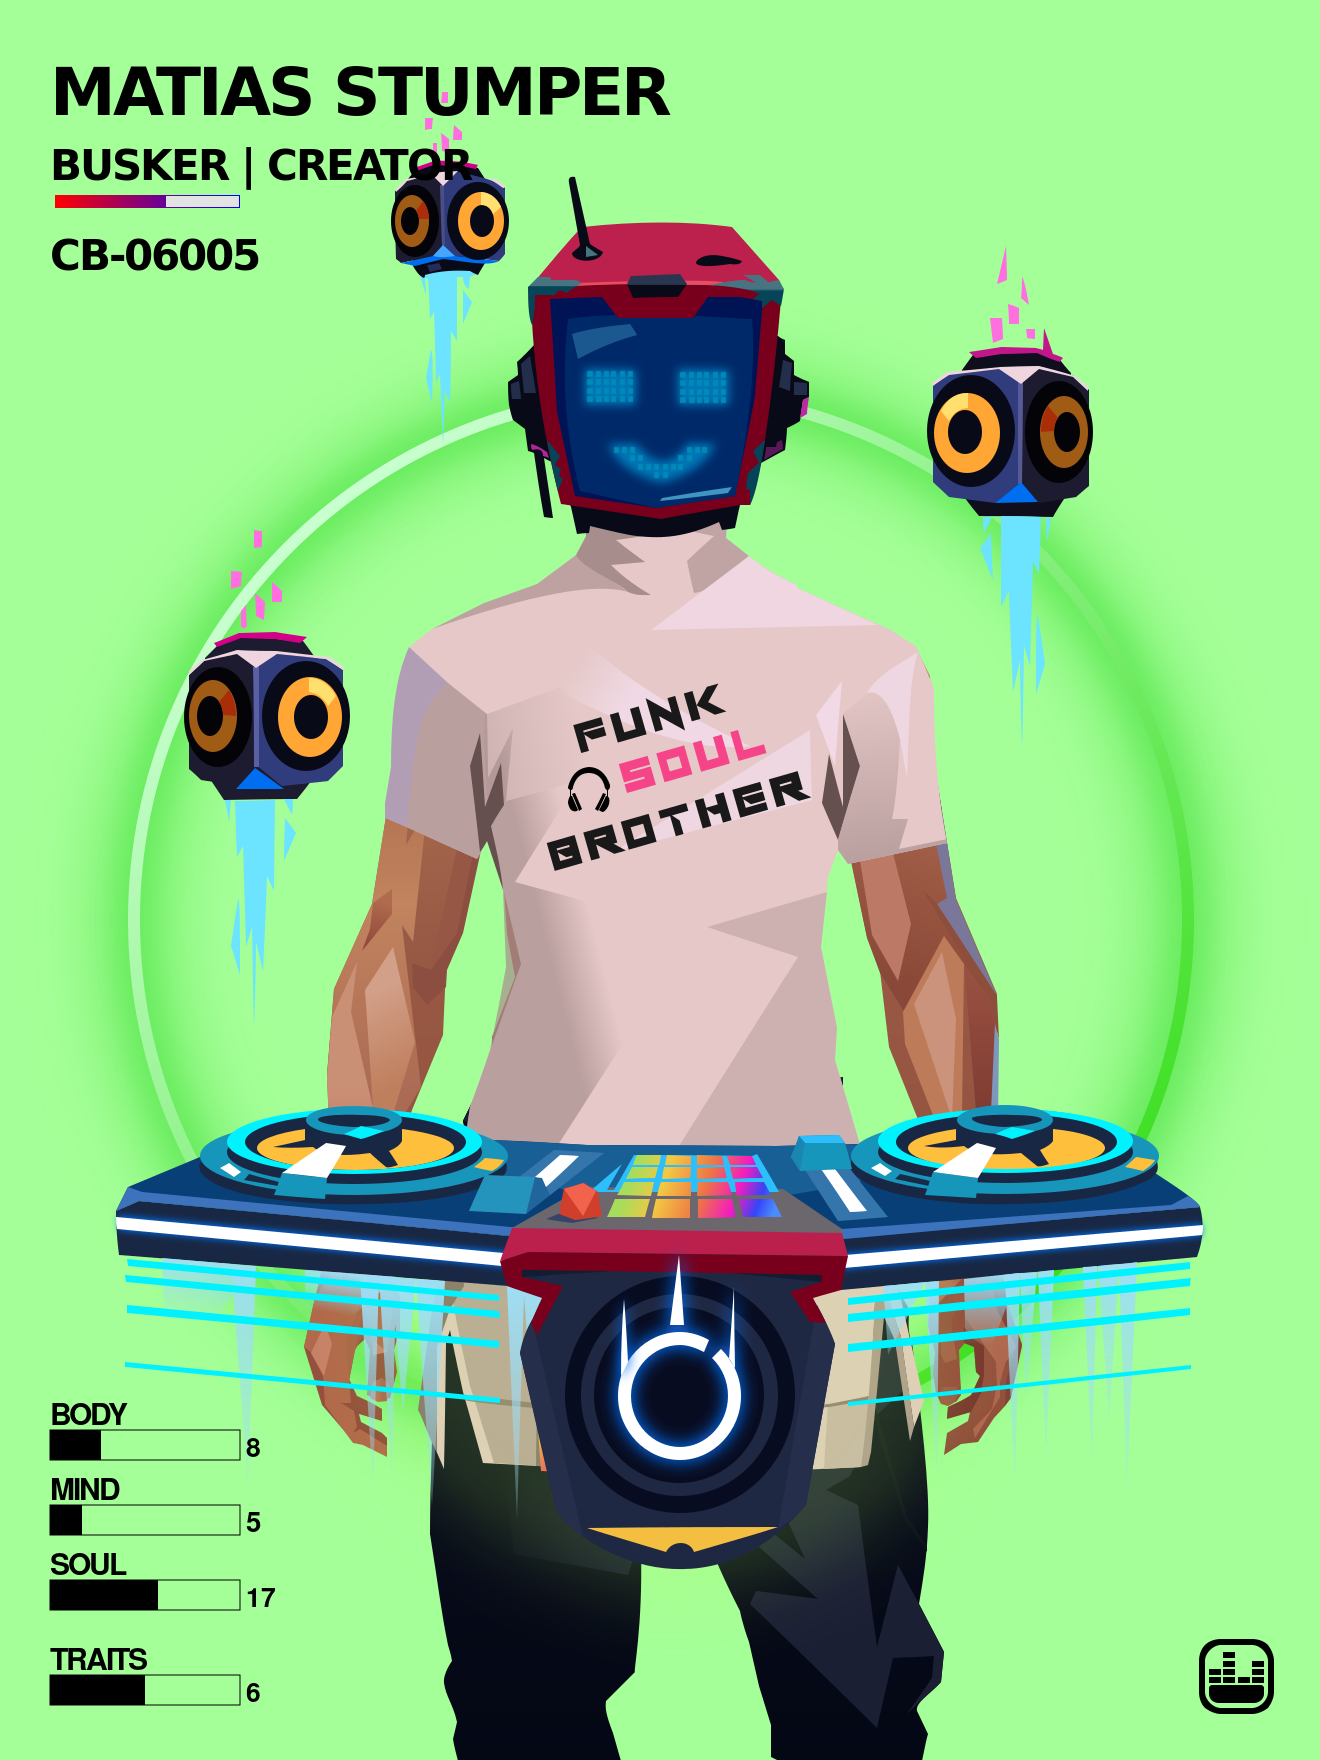 MATIAS STUMPER
BUSKER | CREATOR
CB-06005
FUNK
SOUL
BROTHER
BODY
8
MIND
5
SOUL
17
TRAITS
6